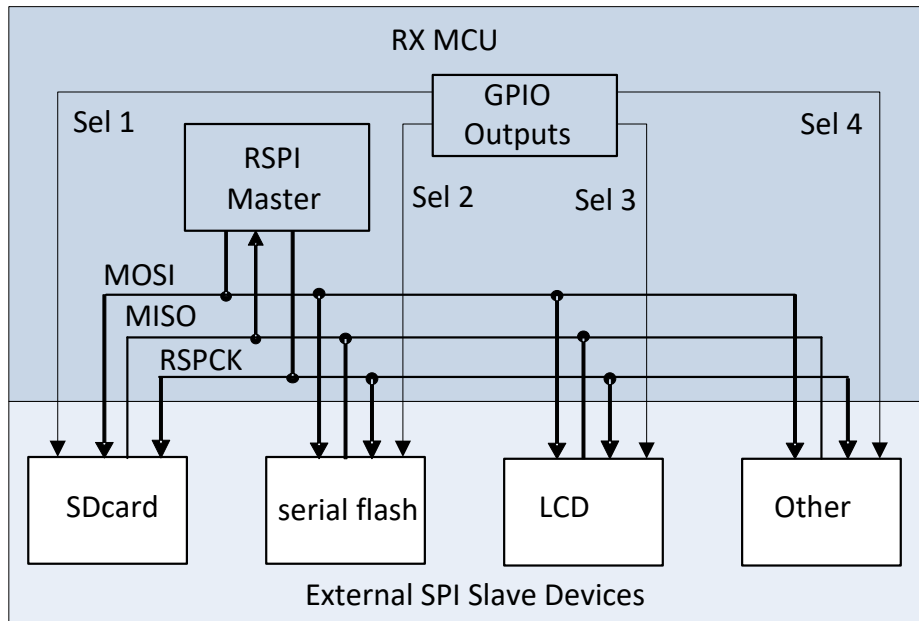 RX MCU
GPIO
Outputs
Sel 1
Sel 4
RSPI
Master
Sel 2
Sel 3
MOSI
MISO
RSPCK
SDcard
serial flash
LCD
Other
External SPI Slave Devices